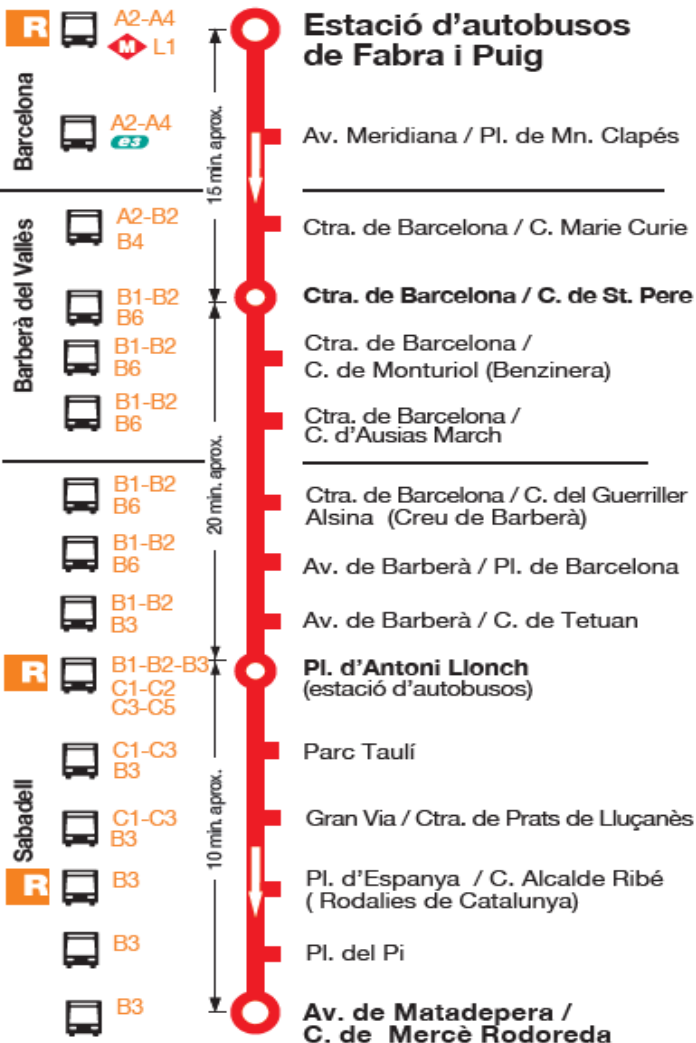 R
A2-A4
M L1
Estació d'autobusos
de Fabra i Puig
Barcelona
A2-A4
e3
Av. Meridiana / Pl. de Mn. Clapés
15 min. aprox.
Barberà del Vallès
A2-B2
B4
Ctra. de Barcelona / C. Marie Curie
B1-B2
B6
Ctra. de Barcelona / C. de St. Pere
B1-B2
B6
Ctra. de Barcelona /
C. de Monturiol (Benzinera)
B1-B2
B6
Ctra. de Barcelona /
C. d'Ausias March
20 min. aprox.
B1-B2
B6
Ctra. de Barcelona / C. del Guerriller
Alsina (Creu de Barberà)
B1-B2
B6
Av. de Barberà / Pl. de Barcelona
B1-B2
B3
Av. de Barberà / C. de Tetuan
R
B1-B2-B3
C1-C2
C3-C5
Pl. d'Antoni Llonch
(estació d'autobusos)
Sabadell
C1-C3
B3
Parc Taulí
10 min. aprox.
C1-C3
B3
Gran Via / Ctra. de Prats de Lluçanès
R
B3
Pl. d'Espanya / C. Alcalde Ribé
( Rodalies de Catalunya)
B3
Pl. del Pi
B3
Av. de Matadepera /
C. de Mercè Rodoreda